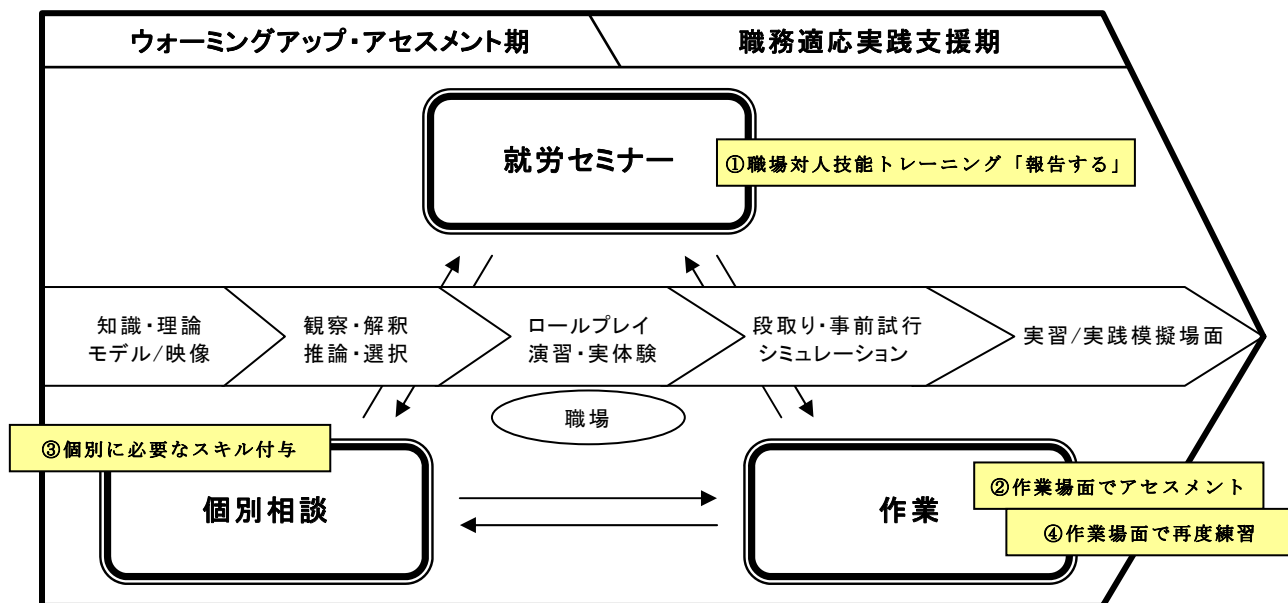 ウォーミングアップ・アセスメント期
職務適応実践支援期
就労セミナー
①職場対人技能トレーニング「報告する」
知識・理論
モデル/映像
観察・解釈
推論・選択
ロールプレイ
演習・実体験
段取り・事前試行
シミュレーション
実習/実践模擬場面
職場
③個別に必要なスキル付与
個別相談
作業
②作業場面でアセスメント
④作業場面で再度練習